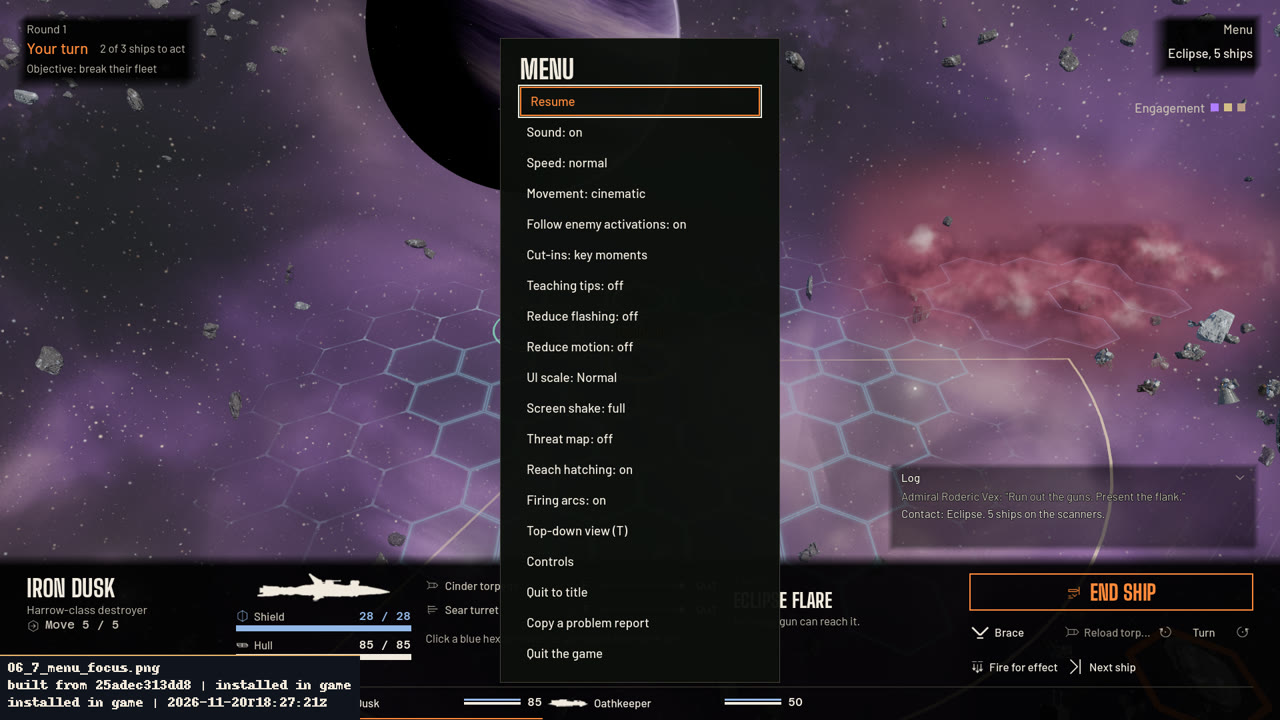 Round 1
Your turn 2 of 3 ships to act
Objective: break their fleet
Menu
Eclipse, 5 ships
Engagement
MENU
Resume
Sound: on
Speed: normal
Movement: cinematic
Follow enemy activations: on
Cut-ins: key moments
Teaching tips: off
Reduce flashing: off
Reduce motion: off
UI scale: Normal
Screen shake: full
Threat map: off
Reach hatching: on
Firing arcs: on
Top-down view (T)
Controls
Quit to title
Copy a problem report
Quit the game
Log
Admiral Roderic Vex: "Run out the guns. Present the flank."
Contact: Eclipse. 5 ships on the scanners.
IRON DUSK
Harrow-class destroyer
Move 5 / 5
Shield 28 / 28
Hull 85 / 85
Cinder torp
Sear turret
Click a blue hex
ECLIPSE FLARE
gun can reach it.
END SHIP
Brace
Reload torp...
Turn
Fire for effect
Next ship
06_7_menu_focus.png
built from 25adec313dd8 | installed in game
installed in game | 2026-11-20T18:27:21Z
Dusk 85
Oathkeeper 50